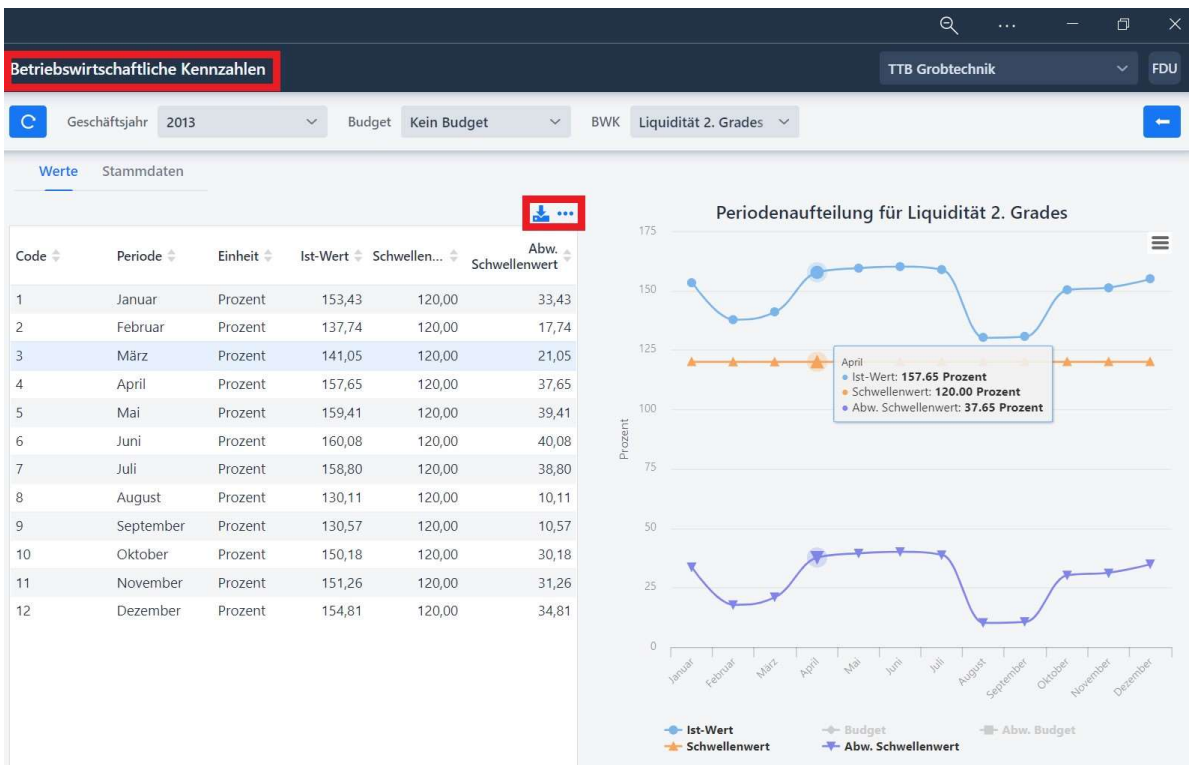 Betriebswirtschaftliche Kennzahlen
TTB Grobtechnik
FDU
Geschäftsjahr 2013 Budget Kein Budget BWK Liquidität 2. Grades
Werte Stammdaten
Code Periode Einheit Ist-Wert Schwellen... Abw. Schwellenwert
1 Januar Prozent 153,43 120,00 33,43
2 Februar Prozent 137,74 120,00 17,74
3 März Prozent 141,05 120,00 21,05
4 April Prozent 157,65 120,00 37,65
5 Mai Prozent 159,41 120,00 39,41
6 Juni Prozent 160,08 120,00 40,08
7 Juli Prozent 158,80 120,00 38,80
8 August Prozent 130,11 120,00 10,11
9 September Prozent 130,57 120,00 10,57
10 Oktober Prozent 150,18 120,00 30,18
11 November Prozent 151,26 120,00 31,26
12 Dezember Prozent 154,81 120,00 34,81
Periodenaufteilung für Liquidität 2. Grades
175
150
125
100
75
50
25
0
Prozent
April
Ist-Wert: 157.65 Prozent
Schwellenwert: 120.00 Prozent
Abw. Schwellenwert: 37.65 Prozent
Januar Februar März April Mai Juni Juli August September Oktober November Dezember
Ist-Wert Budget Abw. Budget
Schwellenwert Abw. Schwellenwert